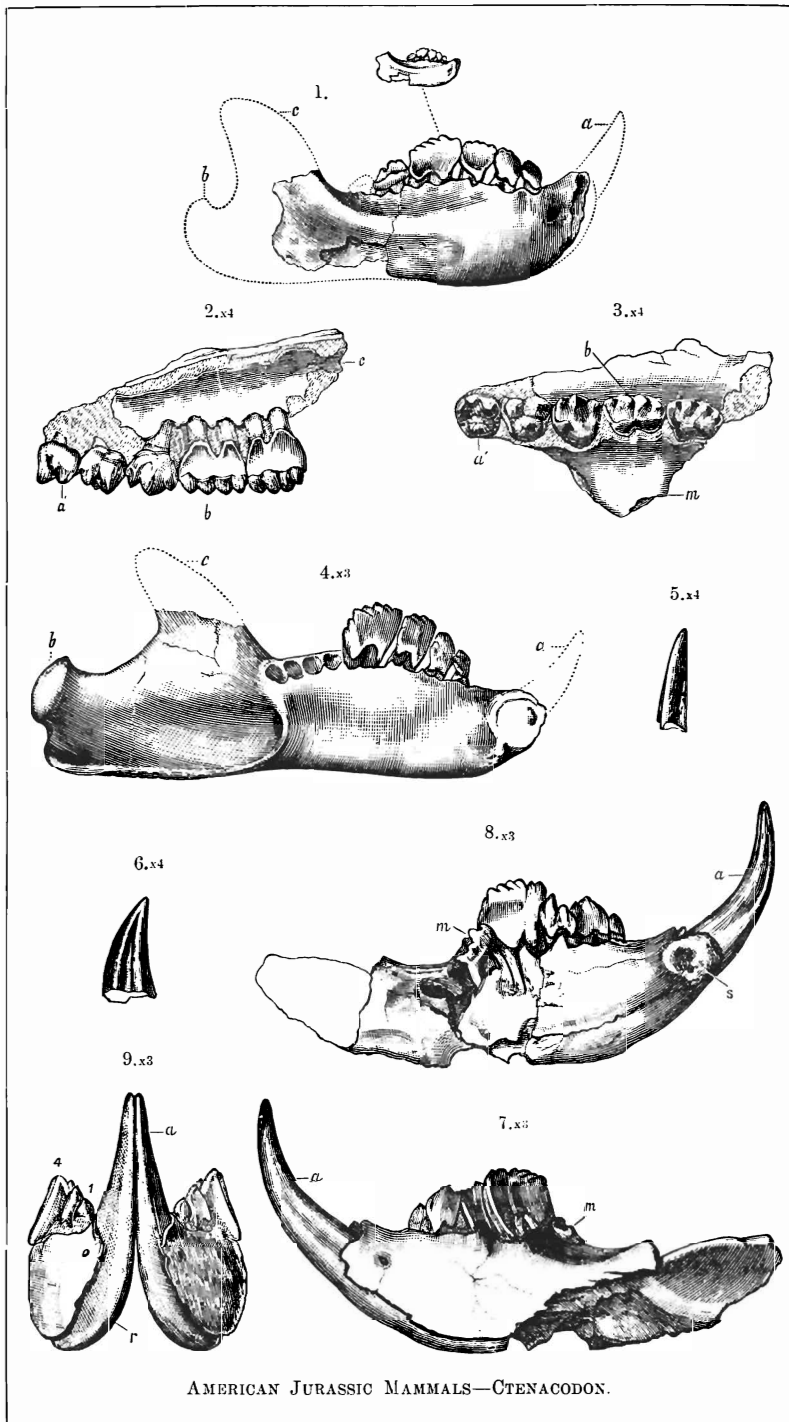 1.
c
a
b
2.x4
3.x4
c
b
a
b
a'
m
c
4.x3
5.x4
b
a
6.x4
8.x3
a
m
s
9.x3
7.x3
a
4
1
a
m
o
r
AMERICAN JURASSIC MAMMALS—CTENACODON.